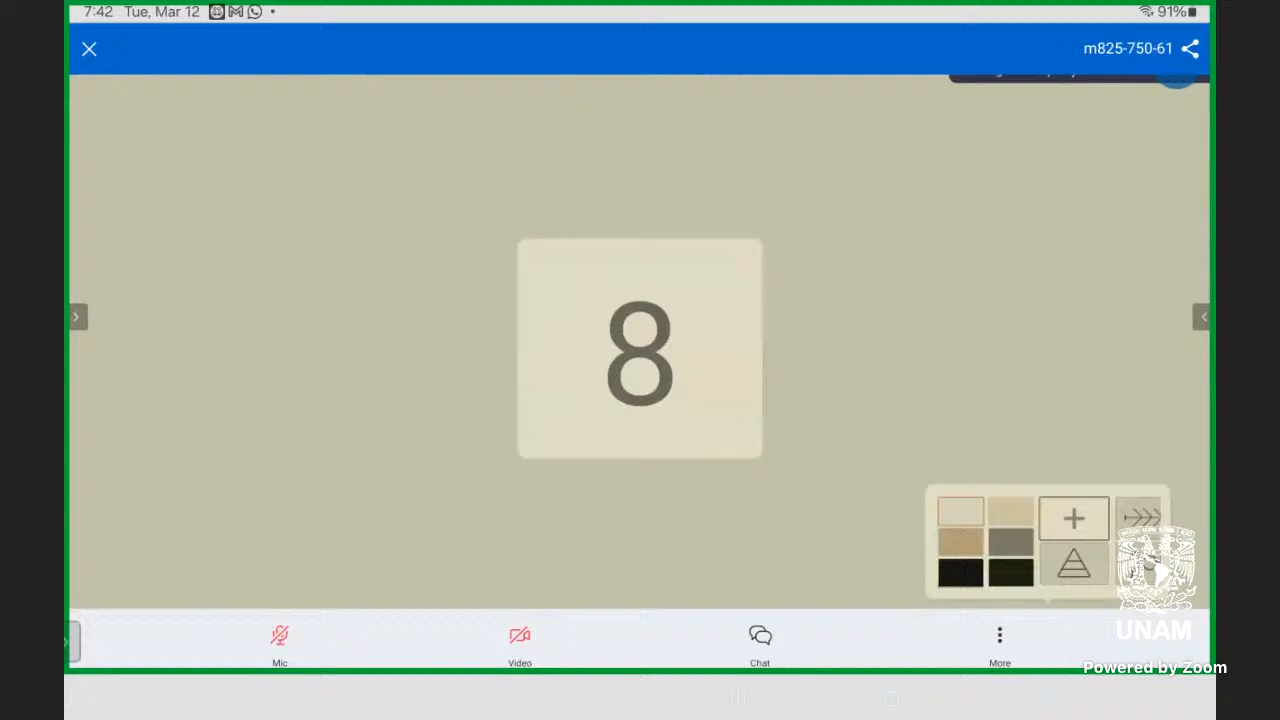 7:42 Tue, Mar 12
91%
m825-750-61
8
UNAM
Mic
Video
Chat
More
Powered by Zoom